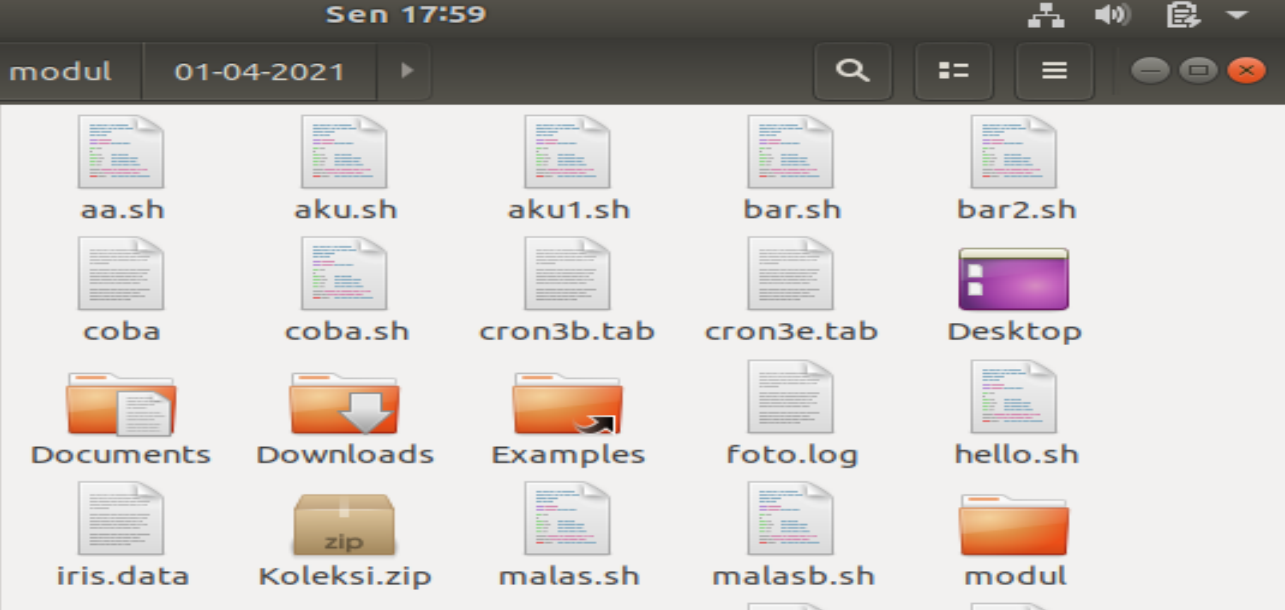 Sen 17:59
modul 01-04-2021
aa.sh aku.sh aku1.sh bar.sh bar2.sh
coba coba.sh cron3b.tab cron3e.tab Desktop
Documents Downloads Examples foto.log hello.sh
zip
iris.data Koleksi.zip malas.sh malasb.sh modul